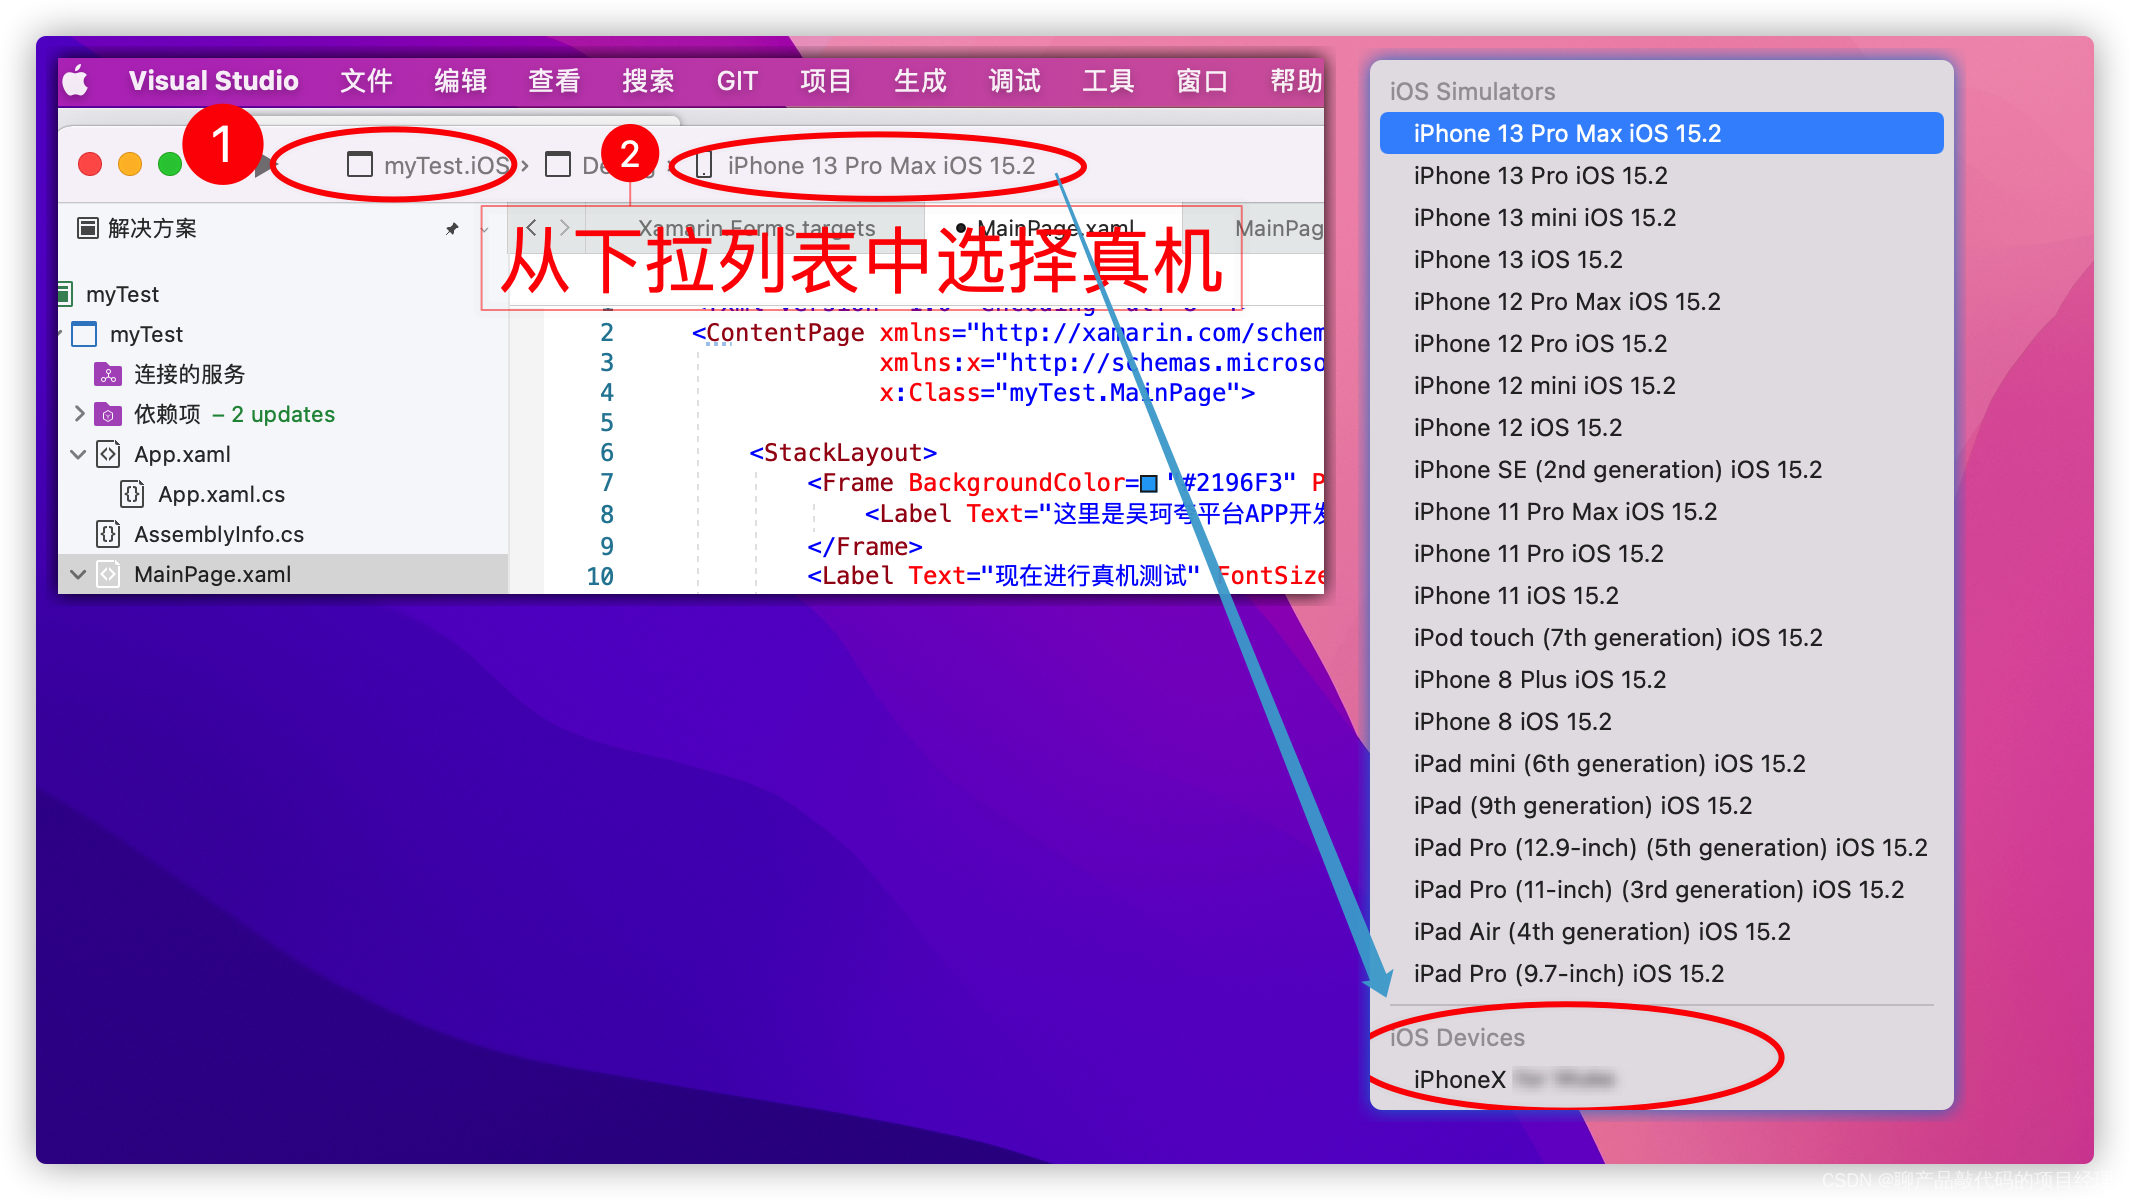 Visual Studio 文件 编辑 查看 搜索 GIT 项目 生成 调试 工具 窗口 帮助
1
myTest.iOS › 2 › iPhone 13 Pro Max iOS 15.2
解决方案
Xamarin Forms targets
MainPage.xaml
MainPag
从下拉列表中选择真机
myTest
myTest
连接的服务
依赖项 – 2 updates
App.xaml
App.xaml.cs
AssemblyInfo.cs
MainPage.xaml
2 <ContentPage xmlns="http://xamarin.com/schem
3 xmlns:x="http://schemas.microso
4 x:Class="myTest.MainPage">
5
6 <StackLayout>
7 <Frame BackgroundColor="#2196F3" P
8 <Label Text="这里是吴珂夸平台APP开发
9 </Frame>
10 <Label Text="现在进行真机测试" FontSize
iOS Simulators
iPhone 13 Pro Max iOS 15.2
iPhone 13 Pro iOS 15.2
iPhone 13 mini iOS 15.2
iPhone 13 iOS 15.2
iPhone 12 Pro Max iOS 15.2
iPhone 12 Pro iOS 15.2
iPhone 12 mini iOS 15.2
iPhone 12 iOS 15.2
iPhone SE (2nd generation) iOS 15.2
iPhone 11 Pro Max iOS 15.2
iPhone 11 Pro iOS 15.2
iPhone 11 iOS 15.2
iPod touch (7th generation) iOS 15.2
iPhone 8 Plus iOS 15.2
iPhone 8 iOS 15.2
iPad mini (6th generation) iOS 15.2
iPad (9th generation) iOS 15.2
iPad Pro (12.9-inch) (5th generation) iOS 15.2
iPad Pro (11-inch) (3rd generation) iOS 15.2
iPad Air (4th generation) iOS 15.2
iPad Pro (9.7-inch) iOS 15.2
iOS Devices
iPhoneX
CSDN @聊产品敲代码的项目经理